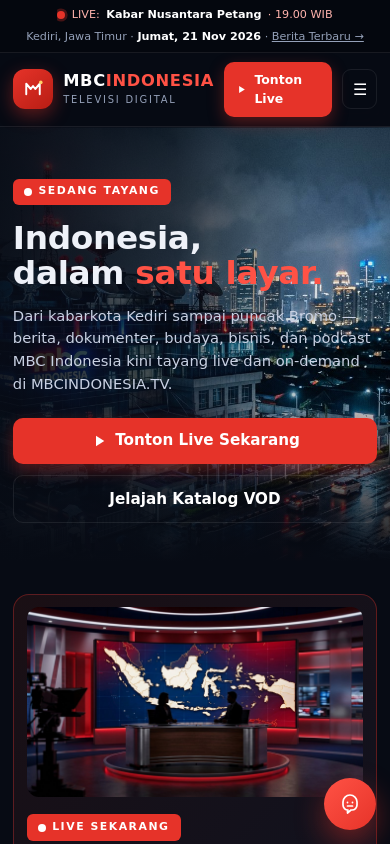 LIVE: Kabar Nusantara Petang · 19.00 WIB
Kediri, Jawa Timur · Jumat, 21 Nov 2026 · Berita Terbaru →
MBCINDONESIA
TELEVISI DIGITAL
Tonton
Live
SEDANG TAYANG
Indonesia,
dalam satu layar.
Dari kabarkota Kediri sampai puncak Bromo —
berita, dokumenter, budaya, bisnis, dan podcast
MBC Indonesia kini tayang live dan on-demand
di MBCINDONESIA.TV.
Tonton Live Sekarang
Jelajah Katalog VOD
LIVE SEKARANG